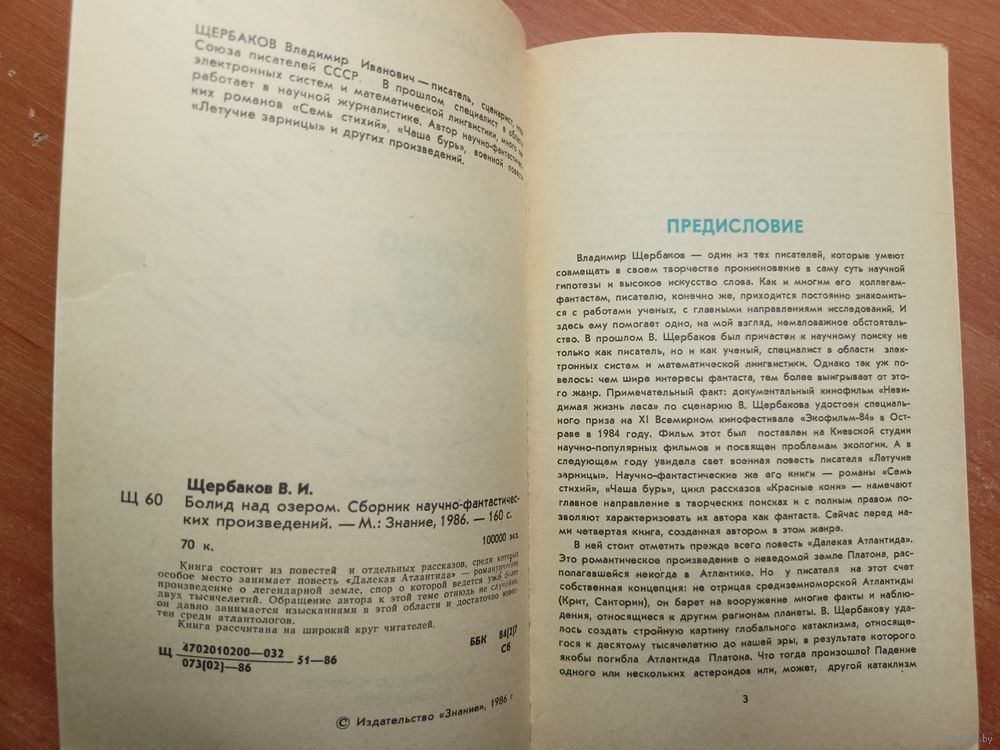 ЩЕРБАКОВ Владимир Иванович — писатель, сценарист, член
Союза писателей СССР. В прошлом специалист в области
электронных систем и математической лингвистики, много лет
работает в научной журналистике. Автор научно-фантастичес-
ких романов «Семь стихий», «Чаша бурь», военной повести
«Летучие зарницы» и других произведений.
Щербаков В. И.
Щ 60 Болид над озером. Сборник научно-фантастичес-
ких произведений. — М.: Знание, 1986. — 160 с.
70 к. 100000 экз.
Книга состоит из повестей и отдельных рассказов, среди которых
особое место занимает повесть «Далекая Атлантида» — романтическое
произведение о легендарной земле, спор о которой ведется уже более
двух тысячелетий. Обращение автора к этой теме отнюдь не случайно,
он давно занимается изысканиями в этой области и достаточно извес-
тен среди атлантологов.
Книга рассчитана на широкий круг читателей.
Щ 4702010200—032 51—86 ББК 84(2)7
073(02)—86 С6
© Издательство «Знание», 1986 г
ПРЕДИСЛОВИЕ
Владимир Щербаков — один из тех писателей, которые умеют
совмещать в своем творчестве проникновение в саму суть научной
гипотезы и высокое искусство слова. Как и многим его коллегам-
фантастам, писателю, конечно же, приходится постоянно знакомить-
ся с работами ученых, с главными направлениями исследований. И
здесь ему помогает одно, на мой взгляд, немаловажное обстоятель-
ство. В прошлом В. Щербаков был причастен к научному поиску не
только как писатель, но и как ученый, специалист в области элек-
тронных систем и математической лингвистики. Однако так уж по-
велось: чем шире интересы фантаста, тем более выигрывает от это-
го жанр. Примечательный факт: документальный кинофильм «Неви-
димая жизнь леса» по сценарию В. Щербакова удостоен специаль-
ного приза на XI Всемирном кинофестивале «Экофильм-84» в Ост-
раве в 1984 году. Фильм этот был поставлен на Киевской студии
научно-популярных фильмов и посвящен проблемам экологии. А в
следующем году увидела свет военная повесть писателя «Летучие
зарницы». Научно-фантастические же его книги — романы «Семь
стихий», «Чаша бурь», цикл рассказов «Красные кони» — намечают
главное направление в творческих поисках и с полным правом по-
зволяют характеризовать их автора как фантаста. Сейчас перед на-
ми четвертая книга, созданная автором в этом жанре.
В ней стоит отметить прежде всего повесть «Далекая Атлантида».
Это романтическое произведение о неведомой земле Платона, рас-
полагавшейся некогда в Атлантике. Но у писателя на этот счет
собственная концепция: не отрицая средиземноморской Атлантиды
(Крит, Санторин), он берет на вооружение многие факты и наблю-
дения, относящиеся к другим регионам планеты. В. Щербакову уда-
лось создать стройную картину глобального катаклизма, относяще-
гося к десятому тысячелетию до нашей эры, в результате которого
якобы погибла Атлантида Платона. Что тогда произошло? Падение
одного или нескольких астероидов или, может, другой катаклизм
3